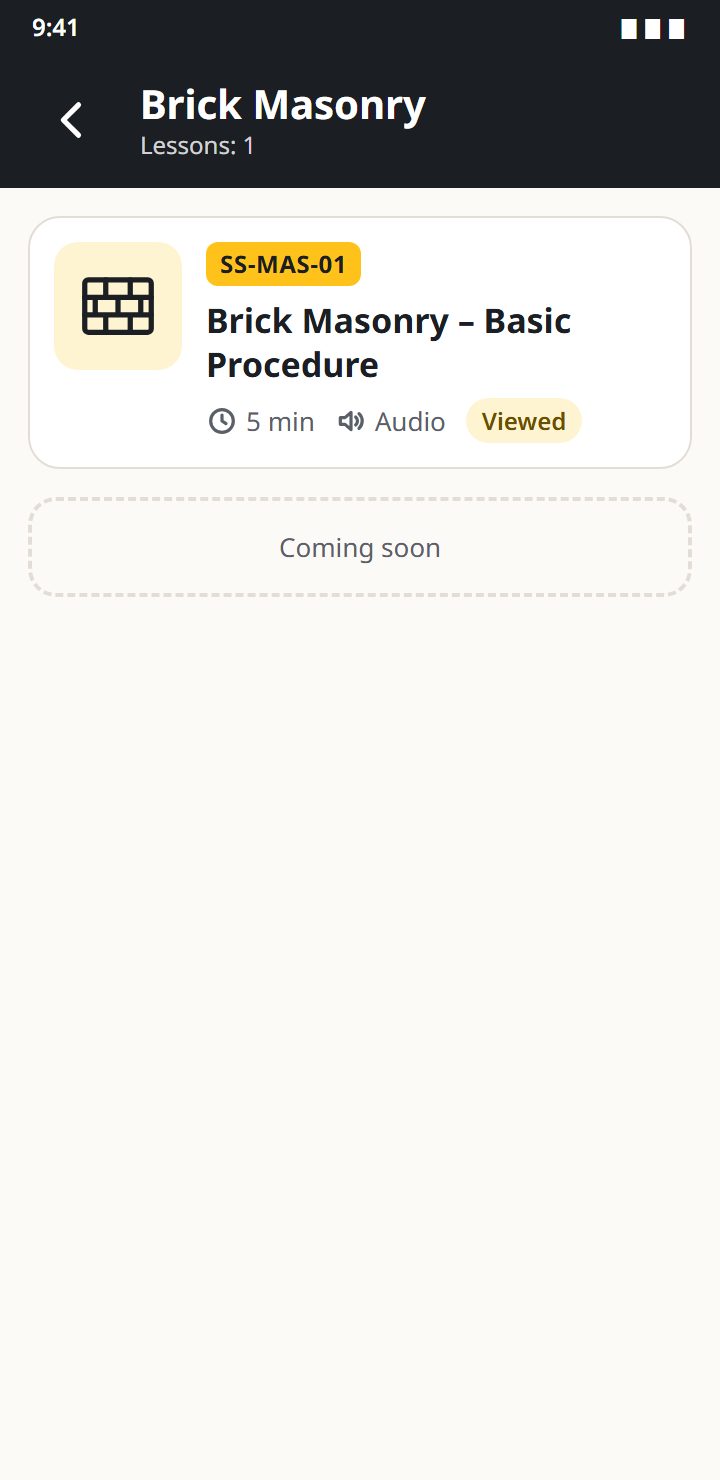 9:41
Brick Masonry
Lessons: 1
SS-MAS-01
Brick Masonry – Basic
Procedure
5 min Audio Viewed
Coming soon